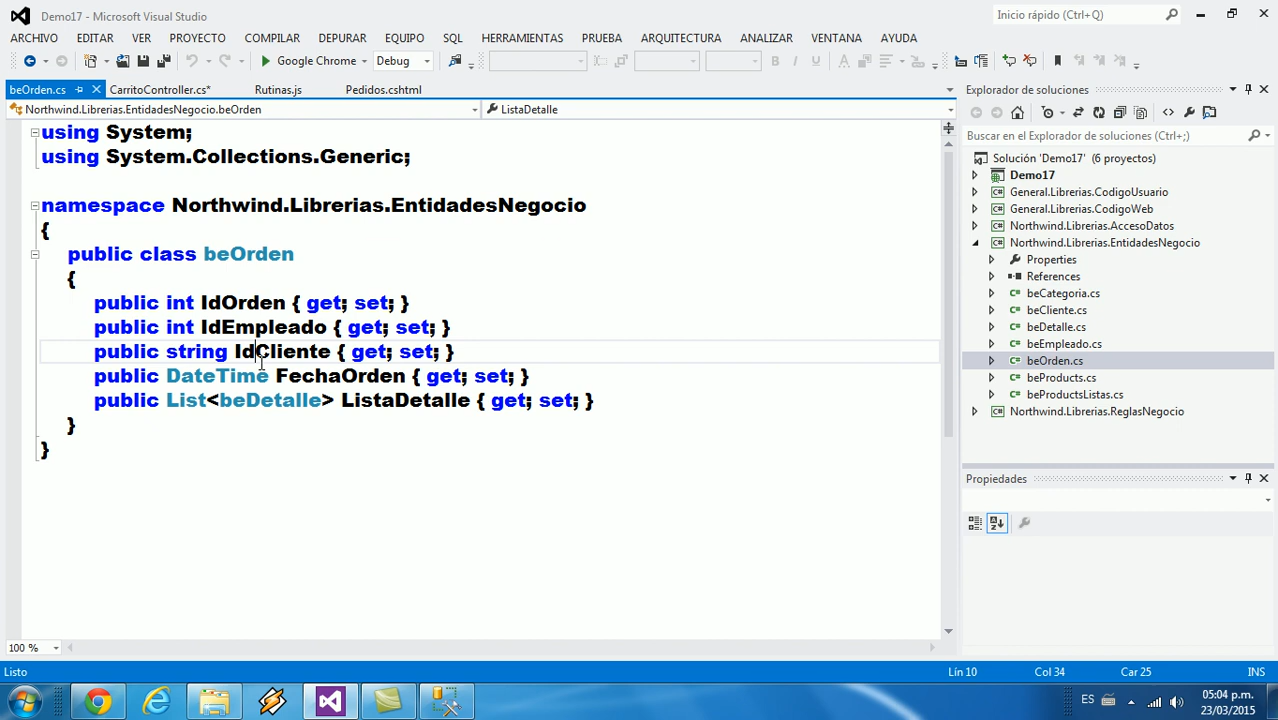 Demo17 - Microsoft Visual Studio
Inicio rápido (Ctrl+Q)
ARCHIVO EDITAR VER PROYECTO COMPILAR DEPURAR EQUIPO SQL HERRAMIENTAS PRUEBA ARQUITECTURA ANALIZAR VENTANA AYUDA
Google Chrome Debug
beOrden.cs CarritoController.cs* Rutinas.js Pedidos.cshtml
Northwind.Librerias.EntidadesNegocio.beOrden ListaDetalle
using System;
using System.Collections.Generic;
namespace Northwind.Librerias.EntidadesNegocio
{
public class beOrden
{
public int IdOrden { get; set; }
public int IdEmpleado { get; set; }
public string IdCliente { get; set; }
public DateTime FechaOrden { get; set; }
public List<beDetalle> ListaDetalle { get; set; }
}
}
100 %
Explorador de soluciones
Buscar en el Explorador de soluciones (Ctrl+;)
Solución 'Demo17' (6 proyectos)
Demo17
General.Librerias.CodigoUsuario
General.Librerias.CodigoWeb
Northwind.Librerias.AccesoDatos
Northwind.Librerias.EntidadesNegocio
Properties
References
beCategoria.cs
beCliente.cs
beDetalle.cs
beEmpleado.cs
beOrden.cs
beProducts.cs
beProductsListas.cs
Northwind.Librerias.ReglasNegocio
Propiedades
Listo Lín 10 Col 34 Car 25 INS
ES 05:04 p.m.
23/03/2015